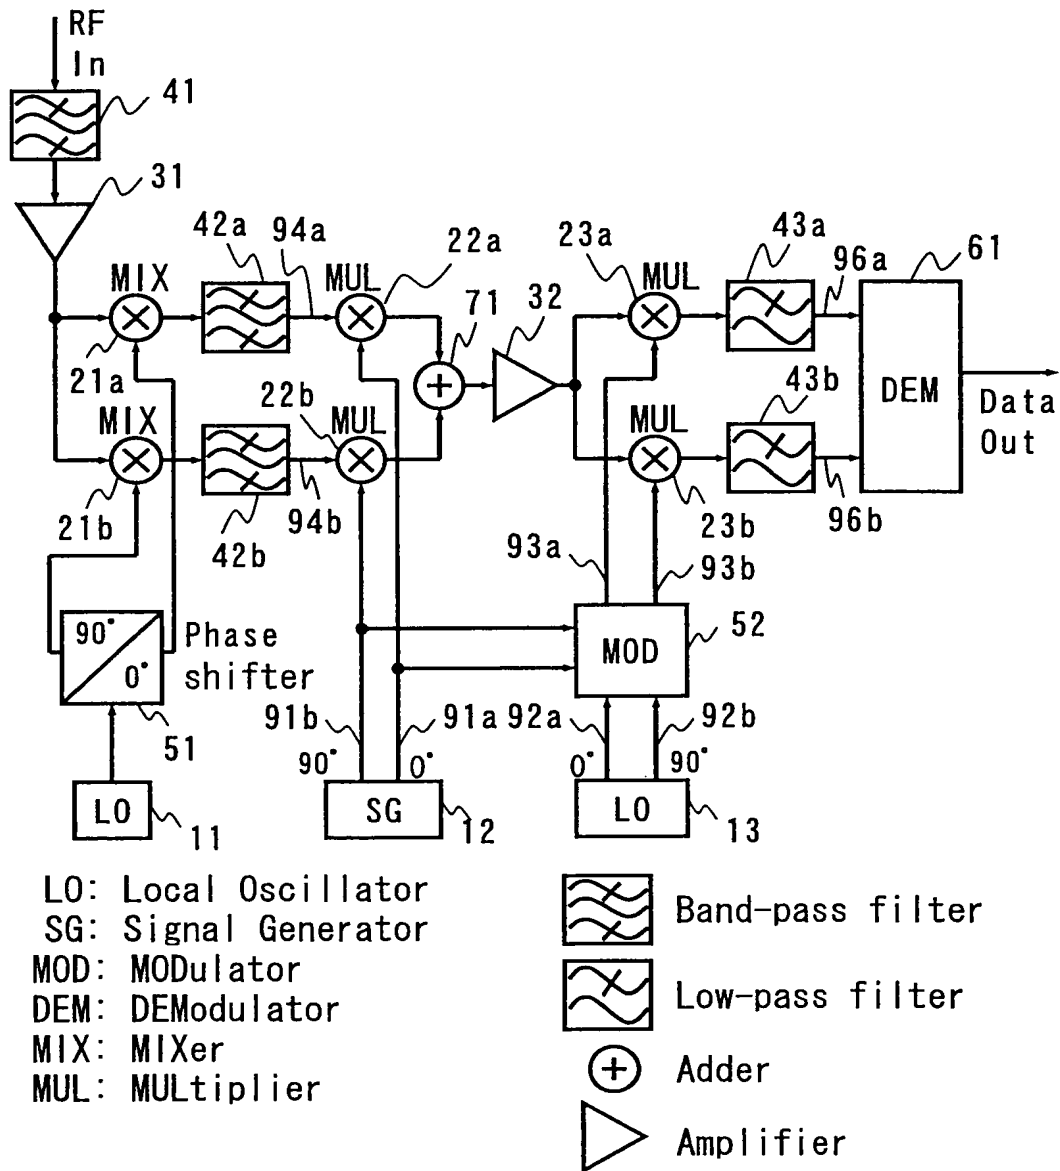 RF
In
41
31
42a
94a
22a
23a
43a
96a
61
MIX
MUL
MUL
71
32
21a
22b
43b
DEM
Data
Out
MIX
MUL
MUL
21b
42b
94b
23b
96b
93a
93b
90°
0°
Phase
shifter
MOD
52
51
91b
91a
92a
92b
90°
0°
0°
90°
LO
11
SG
12
LO
13
LO: Local Oscillator
SG: Signal Generator
MOD: MODulator
DEM: DEModulator
MIX: MIXer
MUL: MULtiplier
Band-pass filter
Low-pass filter
Adder
Amplifier